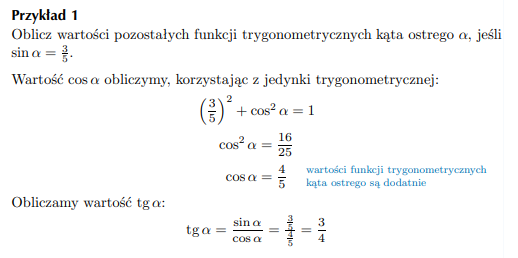 Przykład 1
Oblicz wartości pozostałych funkcji trygonometrycznych kąta ostrego α, jeśli
sin α = 3/5.
Wartość cos α obliczymy, korzystając z jedynki trygonometrycznej:
(3/5)² + cos² α = 1
cos² α = 16/25
cos α = 4/5 wartości funkcji trygonometrycznych
kąta ostrego są dodatnie
Obliczamy wartość tg α:
tg α = sin α/cos α = (3/5)/(4/5) = 3/4